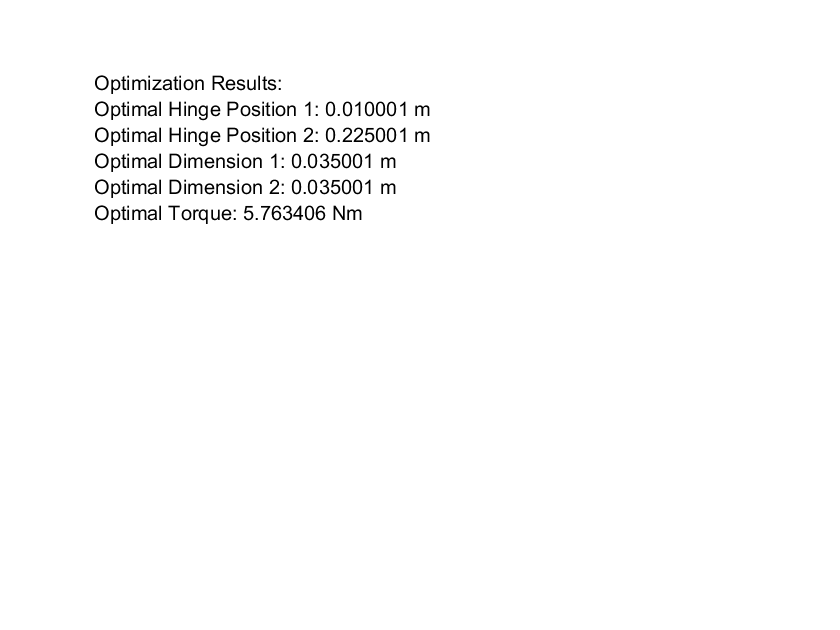 Optimization Results:
Optimal Hinge Position 1: 0.010001 m
Optimal Hinge Position 2: 0.225001 m
Optimal Dimension 1: 0.035001 m
Optimal Dimension 2: 0.035001 m
Optimal Torque: 5.763406 Nm